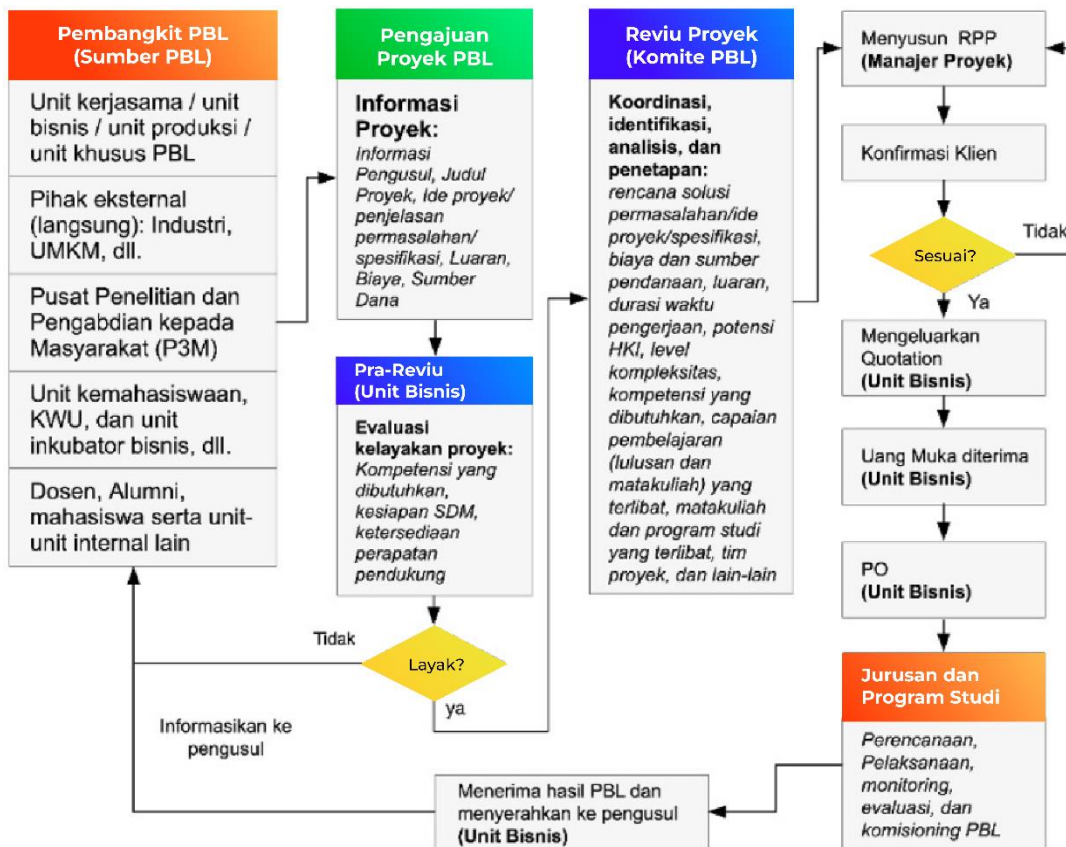 Pembangkit PBL
(Sumber PBL)
Unit kerjasama / unit
bisnis / unit produksi /
unit khusus PBL
Pihak eksternal
(langsung): Industri,
UMKM, dll.
Pusat Penelitian dan
Pengabdian kepada
Masyarakat (P3M)
Unit kemahasiswaan,
KWU, dan unit
inkubator bisnis, dll.
Dosen, Alumni,
mahasiswa serta unit-
unit internal lain
Pengajuan
Proyek PBL
Informasi
Proyek:
Informasi
Pengusul, Judul
Proyek, Ide proyek/
penjelasan
permasalahan/
spesifikasi, Luaran,
Biaya, Sumber
Dana
Pra-Reviu
(Unit Bisnis)
Evaluasi
kelayakan proyek:
Kompetensi yang
dibutuhkan,
kesiapan SDM,
ketersediaan
perapatan
pendukung
Layak?
Tidak
ya
Informasikan ke
pengusul
Reviu Proyek
(Komite PBL)
Koordinasi,
identifikasi,
analisis, dan
penetapan:
rencana solusi
permasalahan/ide
proyek/spesifikasi,
biaya dan sumber
pendanaan, luaran,
durasi waktu
pengerjaan, potensi
HKI, level
kompleksitas,
kompetensi yang
dibutuhkan, capaian
pembelajaran
(lulusan dan
matakuliah) yang
terlibat, matakuliah
dan program studi
yang terlibat, tim
proyek, dan lain-lain
Menyusun RPP
(Manajer Proyek)
Konfirmasi Klien
Sesuai?
Tidak
Ya
Mengeluarkan
Quotation
(Unit Bisnis)
Uang Muka diterima
(Unit Bisnis)
PO
(Unit Bisnis)
Jurusan dan
Program Studi
Perencanaan,
Pelaksanaan,
monitoring,
evaluasi, dan
komisioning PBL
Menerima hasil PBL dan
menyerahkan ke pengusul
(Unit Bisnis)